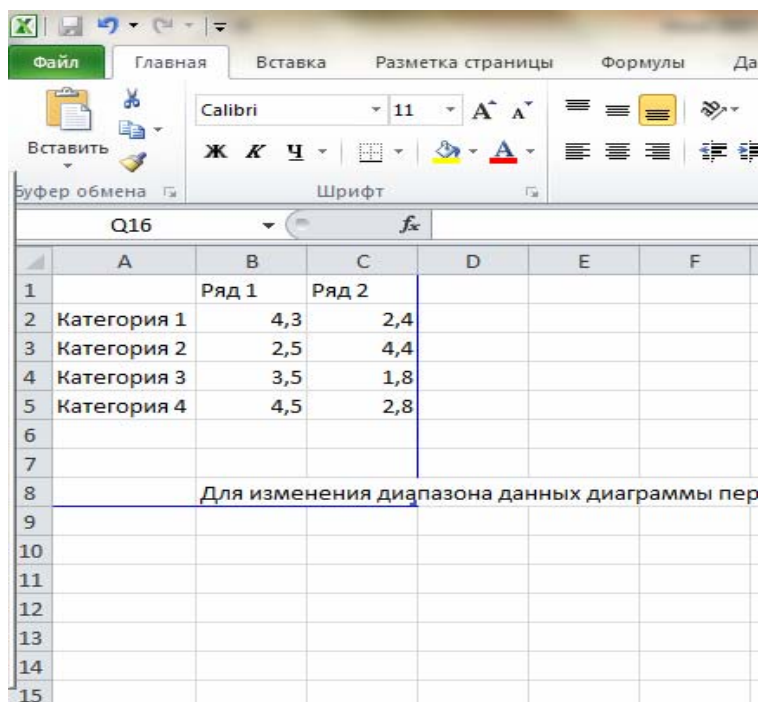 Файл Главная Вставка Разметка страницы Формулы Да
Calibri 11 A A
Вставить Ж К Ч A
Буфер обмена Шрифт
Q16 fx
A B C D E F
1 Ряд 1 Ряд 2
2 Категория 1 4,3 2,4
3 Категория 2 2,5 4,4
4 Категория 3 3,5 1,8
5 Категория 4 4,5 2,8
6
7
8 Для изменения диапазона данных диаграммы пер
9
10
11
12
13
14
15